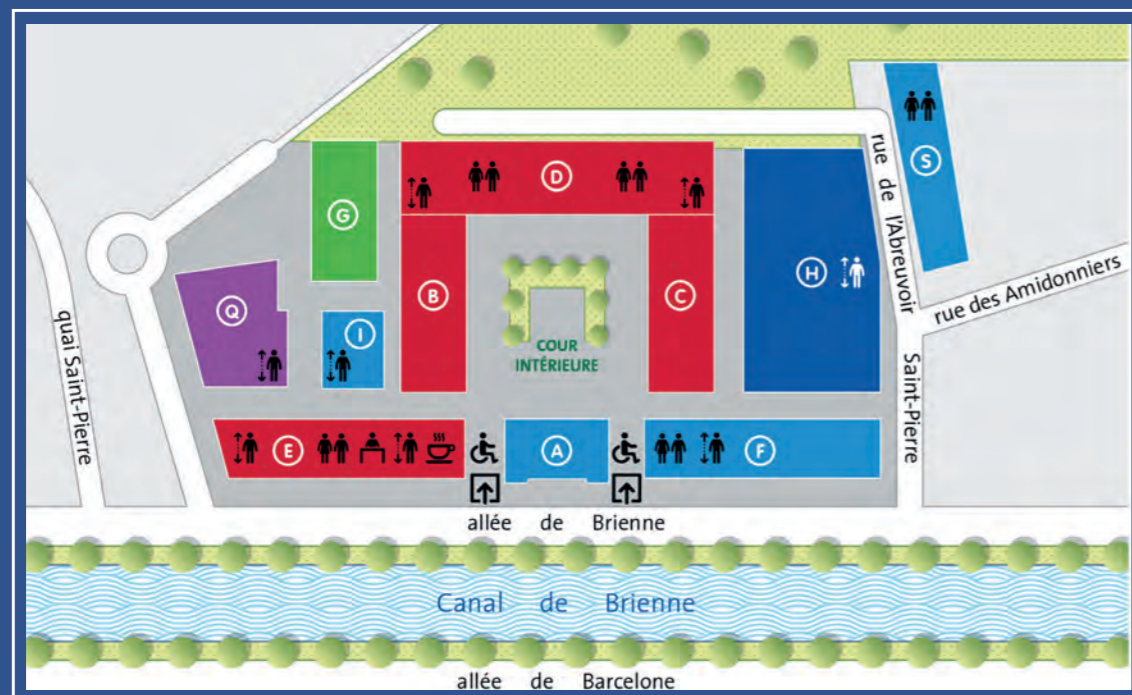 D
S
G
rue de l'Abreuvoir
B
C
H
Q
I
rue des Amidonniers
COUR
INTÉRIEURE
quai Saint-Pierre
Saint-Pierre
E
A
F
allée de Brienne
Canal de Brienne
allée de Barcelone